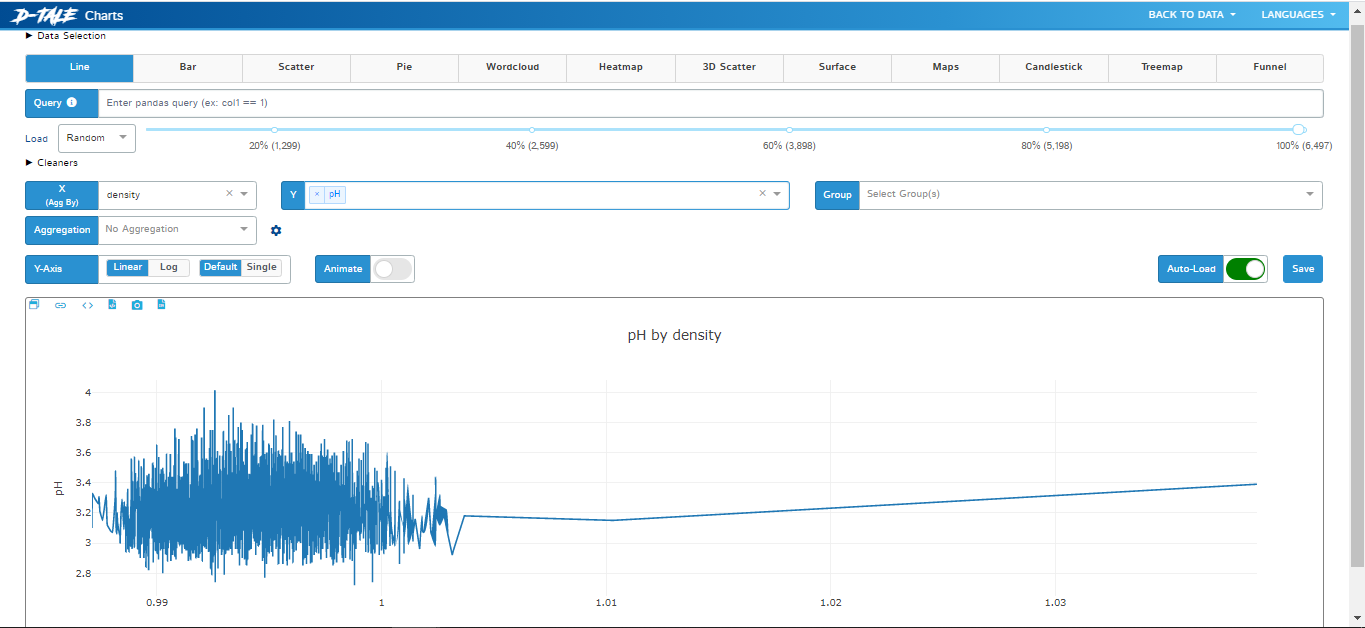 D-TALE Charts BACK TO DATA LANGUAGES
Data Selection
Line Bar Scatter Pie Wordcloud Heatmap 3D Scatter Surface Maps Candlestick Treemap Funnel
Query Enter pandas query (ex: col1 == 1)
Load Random
20% (1,299) 40% (2,599) 60% (3,898) 80% (5,198) 100% (6,497)
Cleaners
X
(Agg By) density × Y × pH × Group Select Group(s)
Aggregation No Aggregation
Y-Axis Linear Log Default Single Animate Auto-Load Save
pH by density
4
3.8
3.6
3.4
pH
3.2
3
2.8
0.99 1 1.01 1.02 1.03